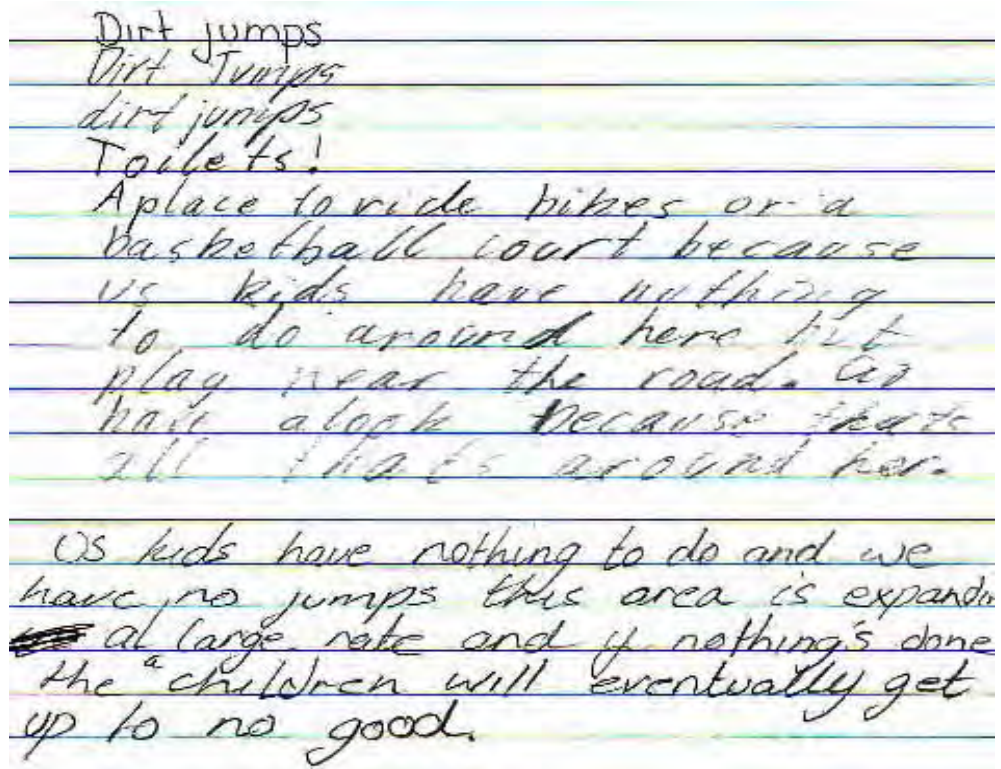 Dirt jumps
Dirt Jumps
dirt jumps
Toilets!
A place to ride bikes or a
basketball court because
us kids have nothing
to do around here but
play near the road. Go
have a look because thats
all thats around her.
Us kids have nothing to do and we
have no jumps this area is expandin
at large rate and if nothing's done
a
the children will eventually get
up to no good.